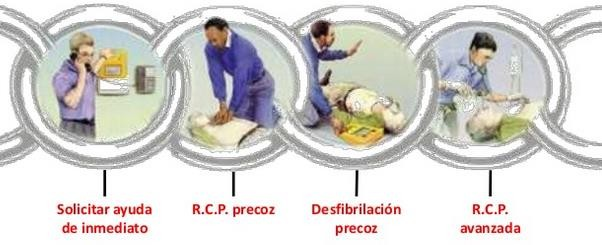 Solicitar ayuda
de inmediato
R.C.P. precoz
Desfibrilación
precoz
R.C.P.
avanzada